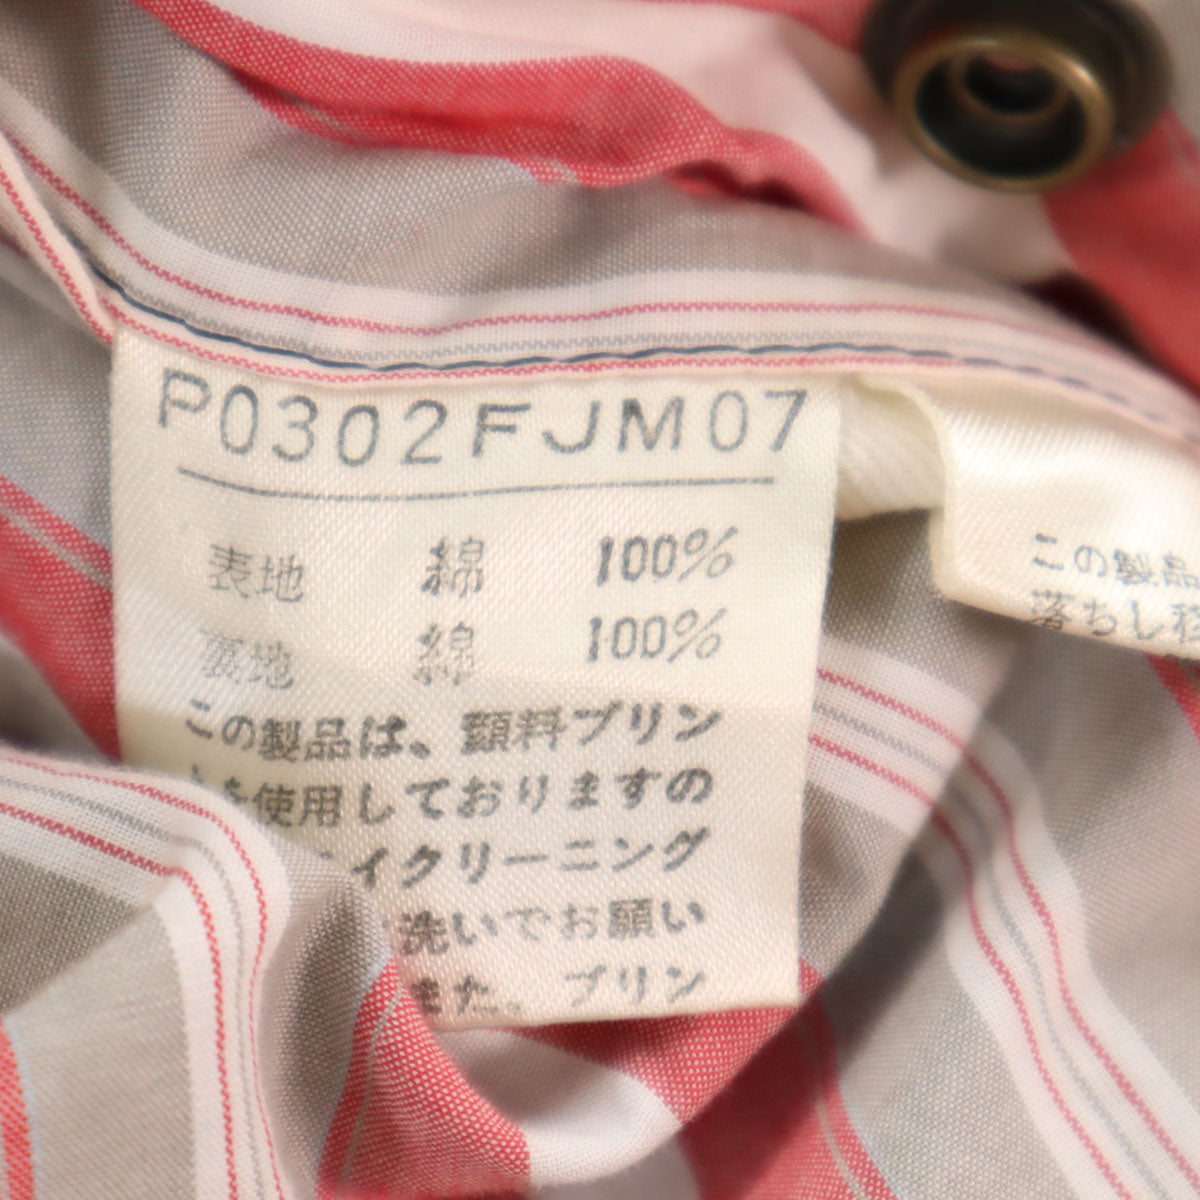 P0302FJM07
表地 綿 100%
裏地 綿 100%
この製品は、顔料プリン
を使用しておりますの
イクリーニング
洗いでお願い
また、プリン
この製品
落ちし移